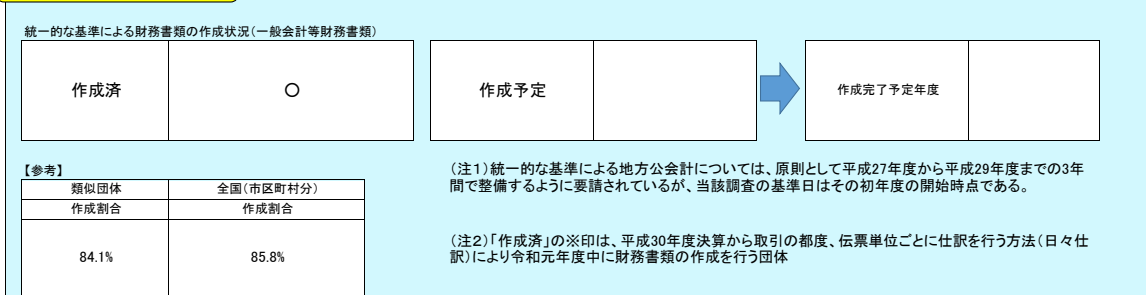 統一的な基準による財務書類の作成状況(一般会計等財務書類)
作成済
○
作成予定
作成完了予定年度
【参考】
類似団体
全国(市区町村分)
作成割合
作成割合
84.1%
85.8%
(注1)統一的な基準による地方公会計については、原則として平成27年度から平成29年度までの3年
間で整備するように要請されているが、当該調査の基準日はその初年度の開始時点である。
(注2)「作成済」の※印は、平成30年度決算から取引の都度、伝票単位ごとに仕訳を行う方法(日々仕
訳)により令和元年度中に財務書類の作成を行う団体